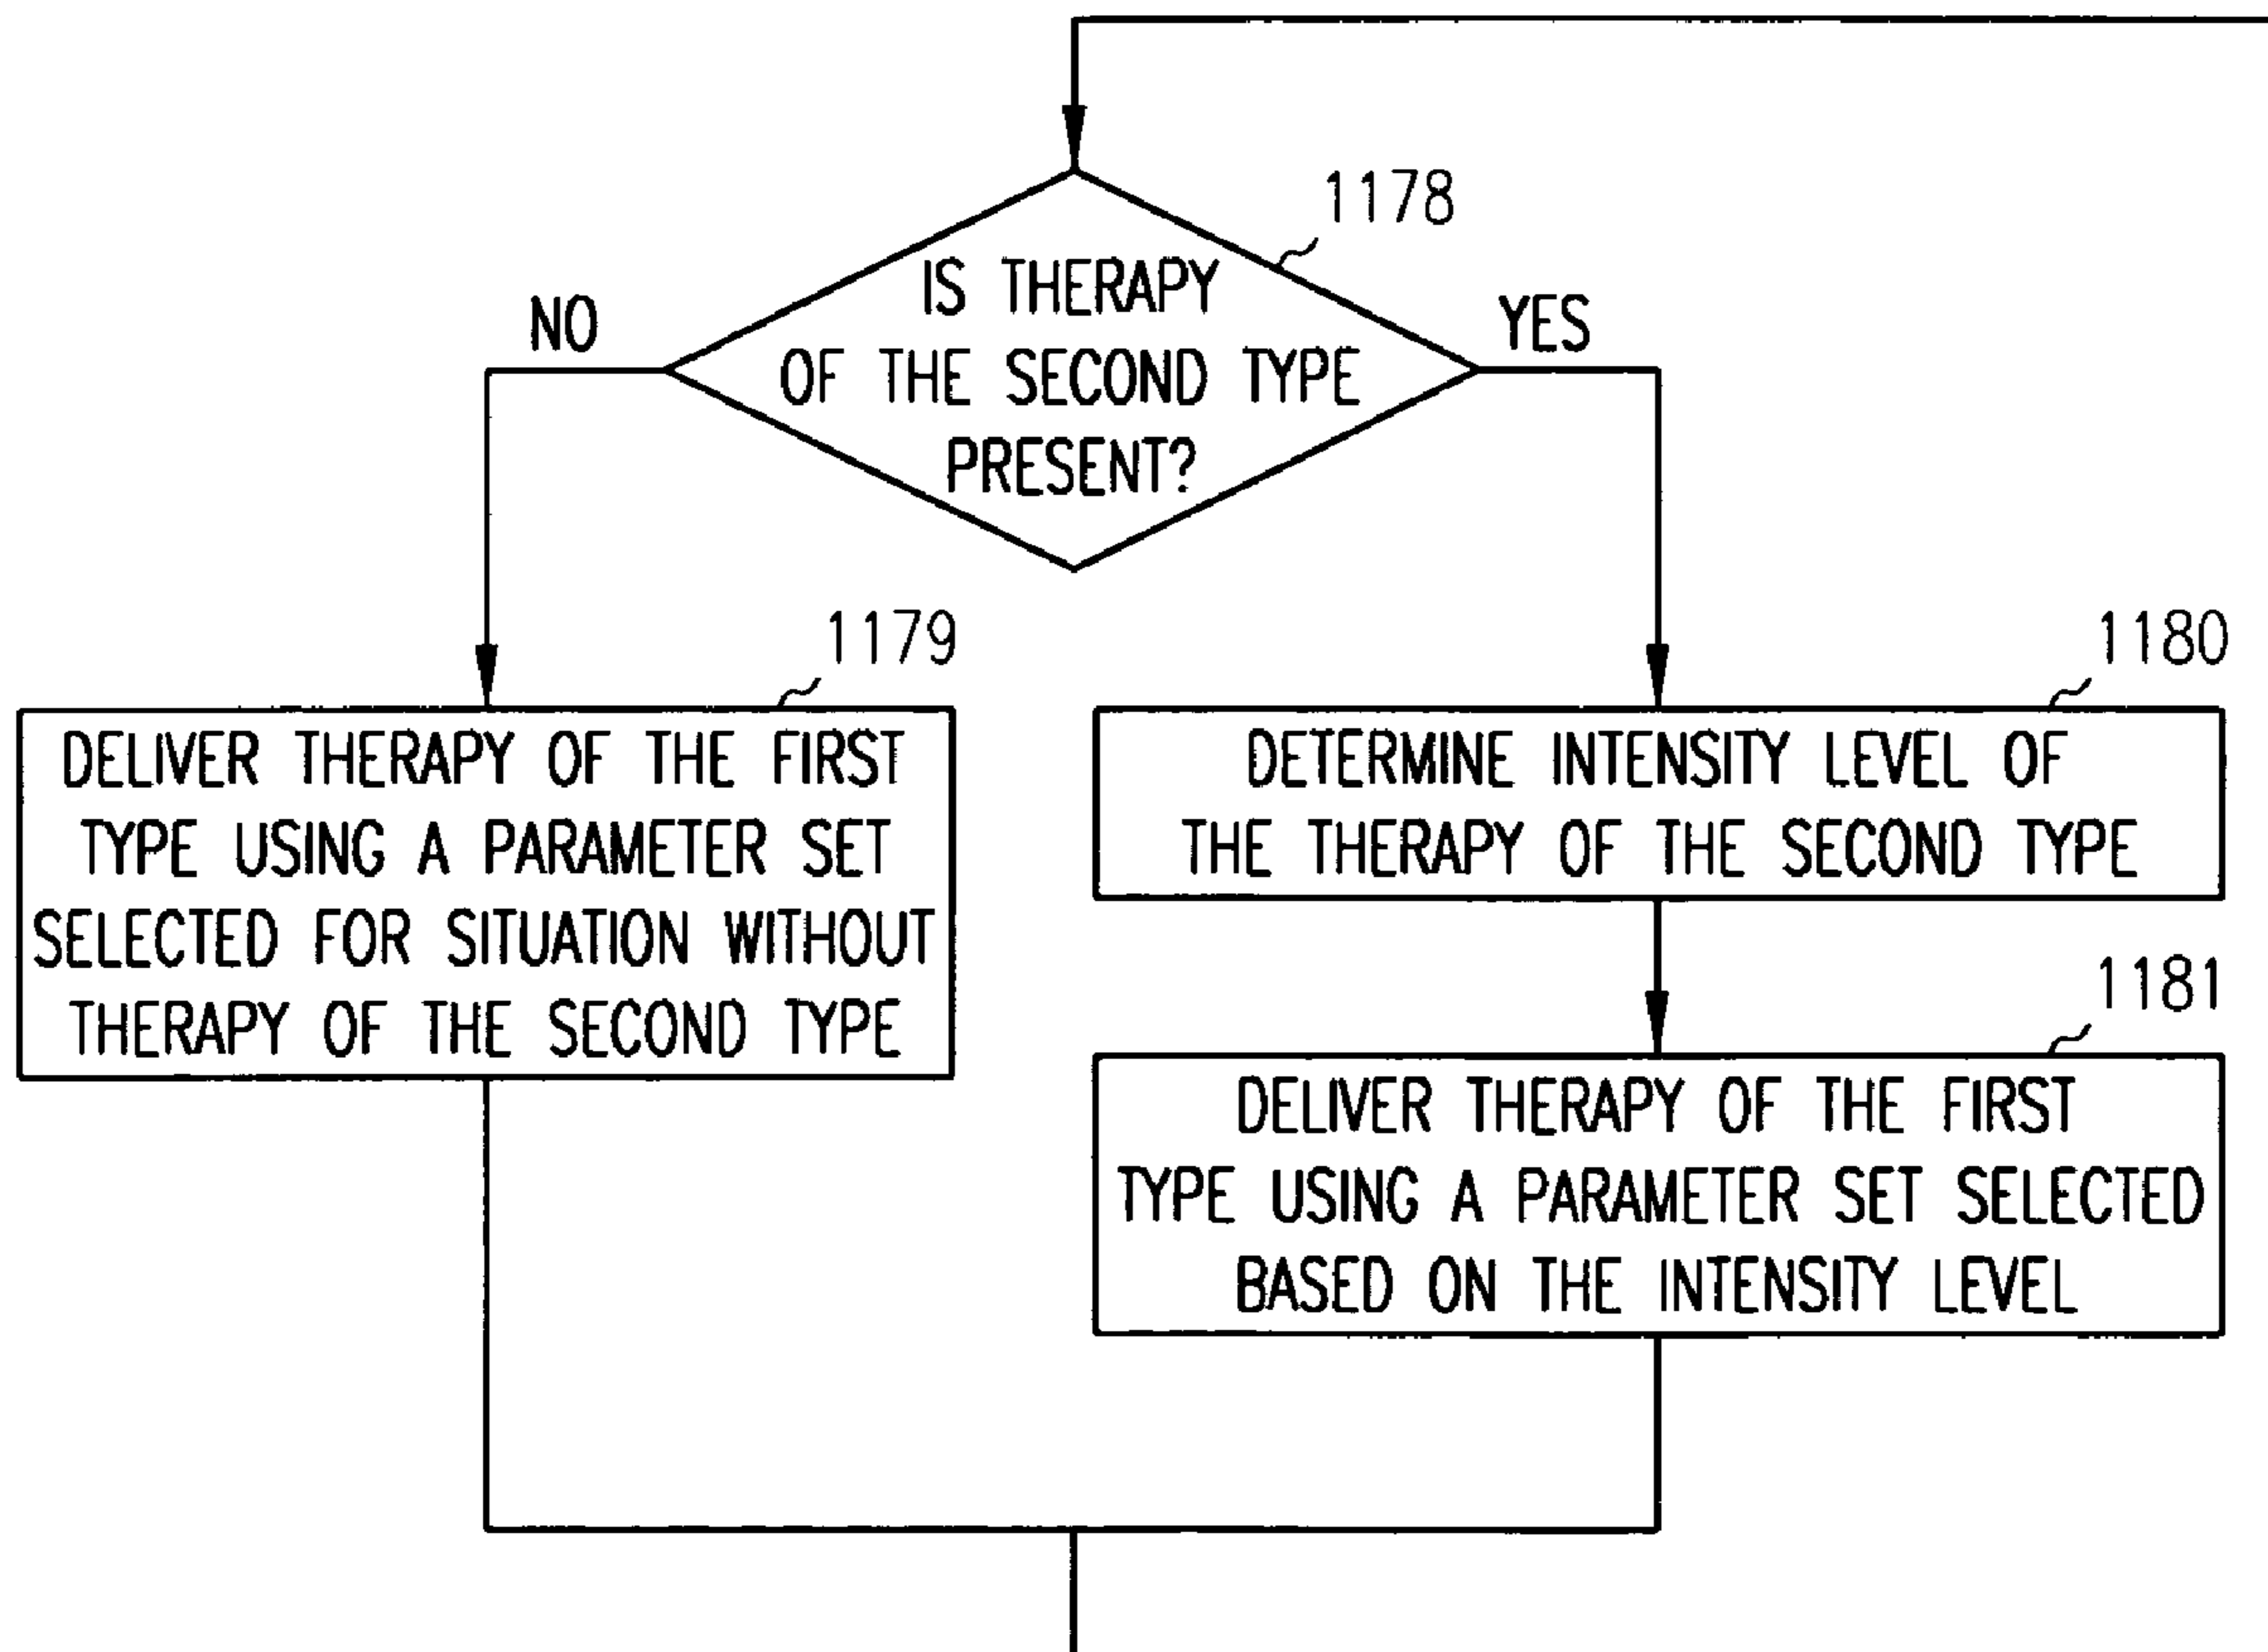 1178
IS THERAPY
OF THE SECOND TYPE
PRESENT?
NO
YES
1179
DELIVER THERAPY OF THE FIRST
TYPE USING A PARAMETER SET
SELECTED FOR SITUATION WITHOUT
THERAPY OF THE SECOND TYPE
1180
DETERMINE INTENSITY LEVEL OF
THE THERAPY OF THE SECOND TYPE
1181
DELIVER THERAPY OF THE FIRST
TYPE USING A PARAMETER SET SELECTED
BASED ON THE INTENSITY LEVEL